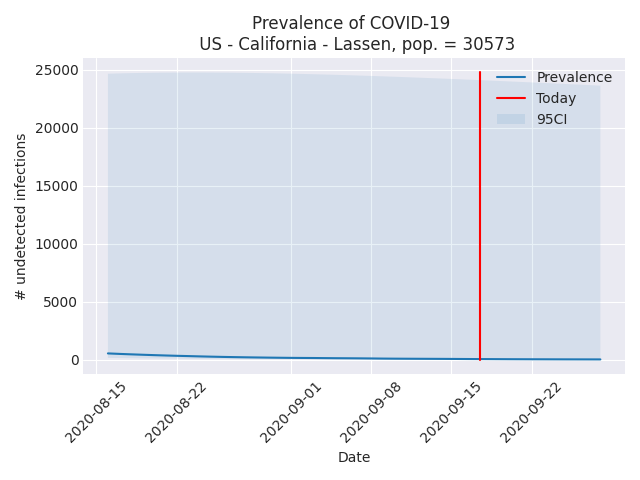 Prevalence of COVID-19
US - California - Lassen, pop. = 30573
25000
20000
15000
10000
5000
0
# undetected infections
Prevalence
Today
95CI
2020-08-15
2020-08-22
2020-09-01
2020-09-08
2020-09-15
2020-09-22
Date